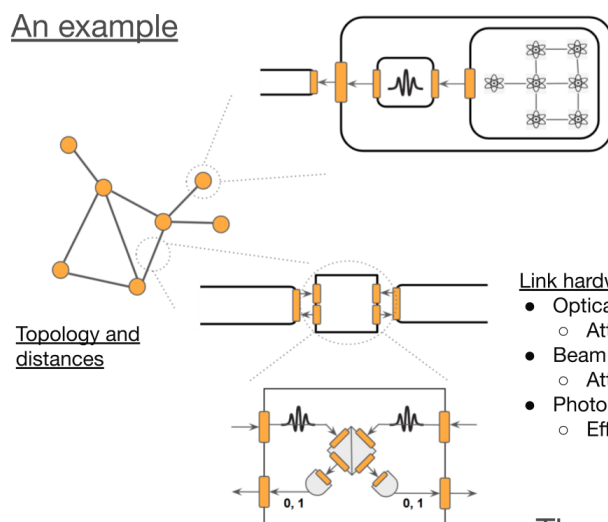 An example
Topology and
distances
Link hardw
● Optica
○ Att
● Beam
○ Att
● Photo
○ Eff
0, 1
0, 1